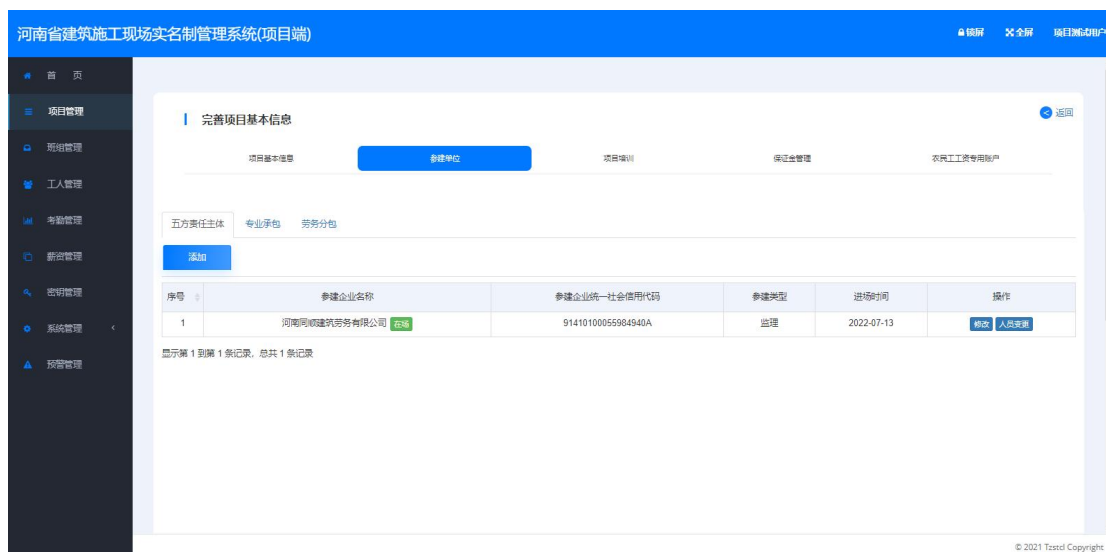 河南省建筑施工现场实名制管理系统(项目端)
锁屏 全屏 项目测试用户
首 页
项目管理
班组管理
工人管理
考勤管理
薪资管理
密钥管理
系统管理
预警管理
完善项目基本信息
返回
项目基本信息 参建单位 项目培训 保证金管理 农民工工资专用账户
五方责任主体 专业承包 劳务分包
添加
序号 参建企业名称 参建企业统一社会信用代码 参建类型 进场时间 操作
1 河南同顺建筑劳务有限公司 在场 91410100055984940A 监理 2022-07-13 修改 人员变更
显示第 1 到第 1 条记录，总共 1 条记录
© 2021 Tzstcl Copyright